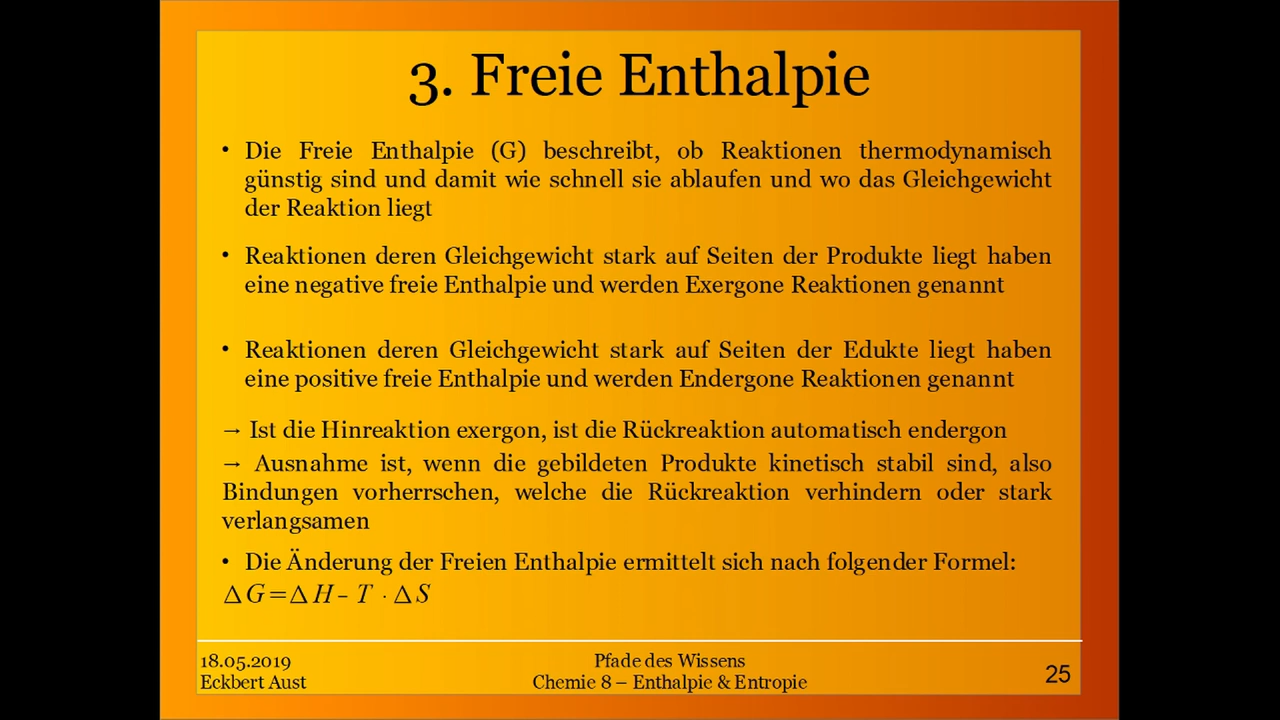 3. Freie Enthalpie
• Die Freie Enthalpie (G) beschreibt, ob Reaktionen thermodynamisch
günstig sind und damit wie schnell sie ablaufen und wo das Gleichgewicht
der Reaktion liegt
• Reaktionen deren Gleichgewicht stark auf Seiten der Produkte liegt haben
eine negative freie Enthalpie und werden Exergone Reaktionen genannt
• Reaktionen deren Gleichgewicht stark auf Seiten der Edukte liegt haben
eine positive freie Enthalpie und werden Endergone Reaktionen genannt
→ Ist die Hinreaktion exergon, ist die Rückreaktion automatisch endergon
→ Ausnahme ist, wenn die gebildeten Produkte kinetisch stabil sind, also
Bindungen vorherrschen, welche die Rückreaktion verhindern oder stark
verlangsamen
• Die Änderung der Freien Enthalpie ermittelt sich nach folgender Formel:
Δ G = Δ H – T · Δ S
18.05.2019
Eckbert Aust
Pfade des Wissens
Chemie 8 – Enthalpie & Entropie
25